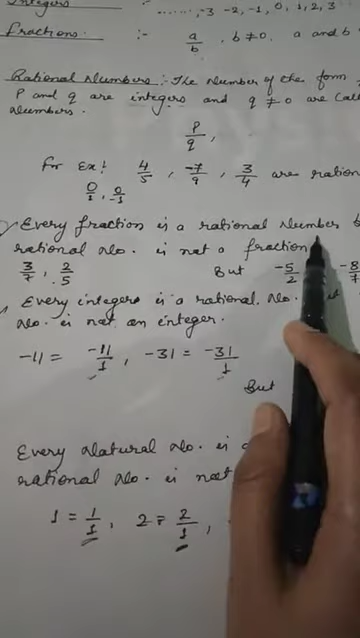 Integers ......, -3 -2, -1, 0, 1, 2, 3
fractions. :- a/b, b ≠ 0, a and b
Rational Numbers :- The Number of the form
P and q are integers and q ≠ 0 are
Numbers.
P/q,
for Ex! 4/5, -7/9, 3/4 are
0/1, 0/-1
Every fraction is a rational Number
rational No. is not a fraction
3/7, 2/5 But -5/2 -8/7
Every integers is a rational. No.
No. is not an integer.
-11 = -11/1, -31 = -31/1
But
Every Natural No. is
rational No. is not
1 = 1/1, 2 = 2/1,